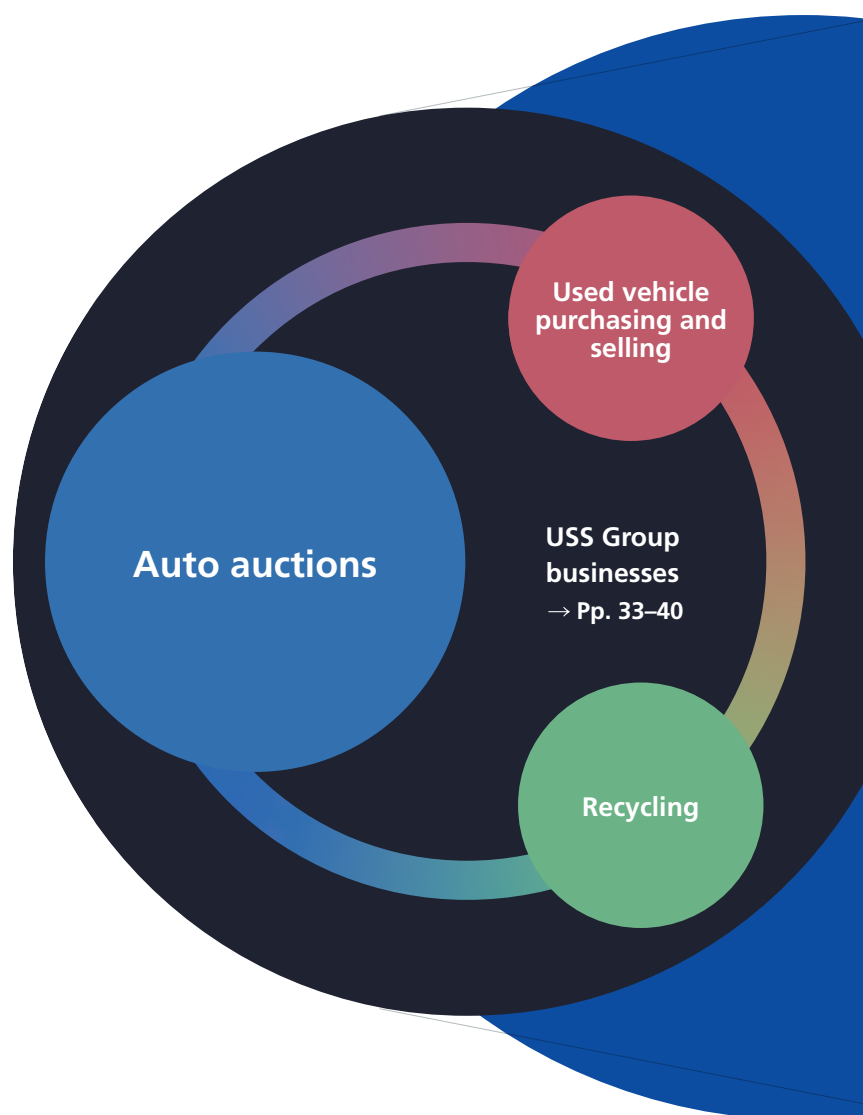 Used vehicle
purchasing and
selling
Auto auctions
USS Group
businesses
→ Pp. 33–40
Recycling